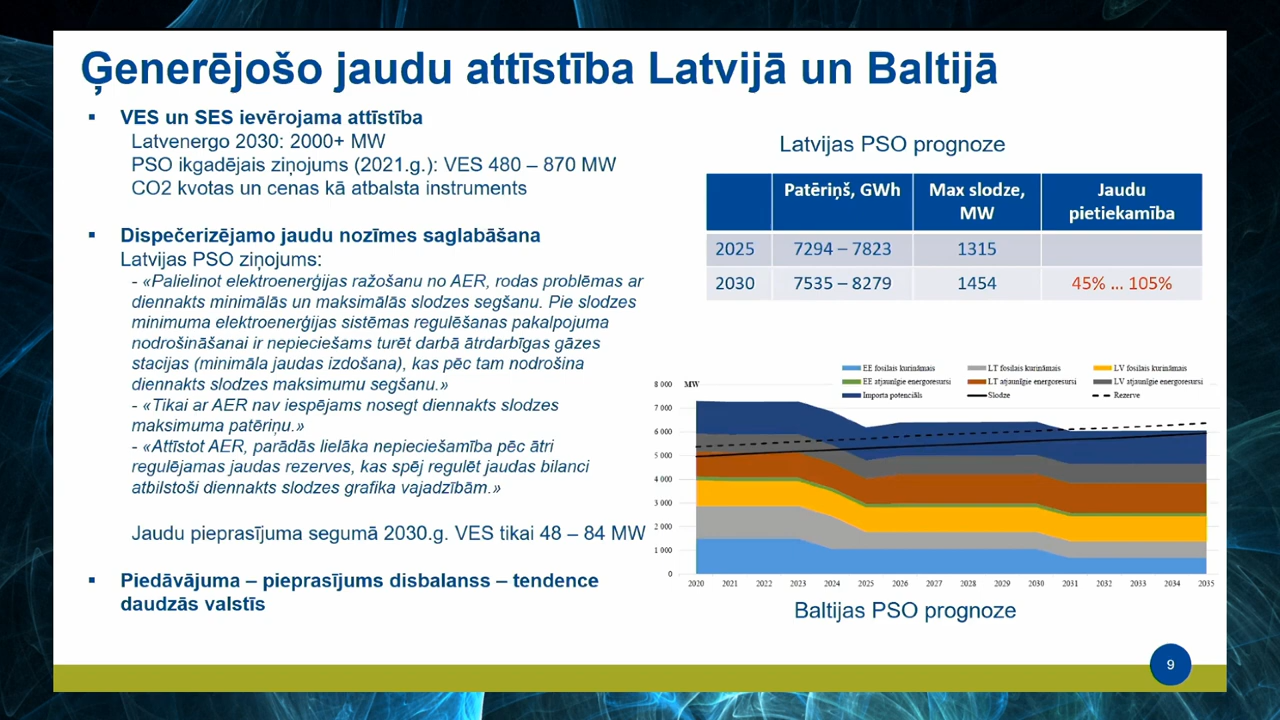 Ģenerējošo jaudu attīstība Latvijā un Baltijā
▪ VES un SES ievērojama attīstība
Latvenergo 2030: 2000+ MW
PSO ikgadējais ziņojums (2021.g.): VES 480 – 870 MW
CO2 kvotas un cenas kā atbalsta instruments
▪ Dispečerizējamo jaudu nozīmes saglabāšana
Latvijas PSO ziņojums:
- «Palielinot elektroenerģijas ražošanu no AER, rodas problēmas ar
diennakts minimālās un maksimālās slodzes segšanu. Pie slodzes
minimuma elektroenerģijas sistēmas regulēšanas pakalpojuma
nodrošināšanai ir nepieciešams turēt darbā ātrdarbīgas gāzes
stacijas (minimāla jaudas izdošana), kas pēc tam nodrošina
diennakts slodzes maksimumu segšanu.»
- «Tikai ar AER nav iespējams nosegt diennakts slodzes
maksimuma patēriņu.»
- «Attīstot AER, parādās lielāka nepieciešamība pēc ātri
regulējamas jaudas rezerves, kas spēj regulēt jaudas bilanci
atbilstoši diennakts slodzes grafika vajadzībām.»
Jaudu pieprasījuma segumā 2030.g. VES tikai 48 – 84 MW
▪ Piedāvājuma – pieprasījums disbalanss – tendence
daudzās valstīs
Latvijas PSO prognoze
Patēriņš, GWh Max slodze, MW Jaudu pietiekamība
2025 7294 – 7823 1315
2030 7535 – 8279 1454 45% ... 105%
EE fosilais kurināmais LT fosilais kurināmais LV fosilais kurināmais
EE atjaunīgie energoresursi LT atjaunīgie energoresursi LV atjaunīgie energoresursi
Importa potenciāls Slodze Rezerve
MW
8 000
7 000
6 000
5 000
4 000
3 000
2 000
1 000
0
2020 2021 2022 2023 2024 2025 2026 2027 2028 2029 2030 2031 2032 2033 2034 2035
Baltijas PSO prognoze
9